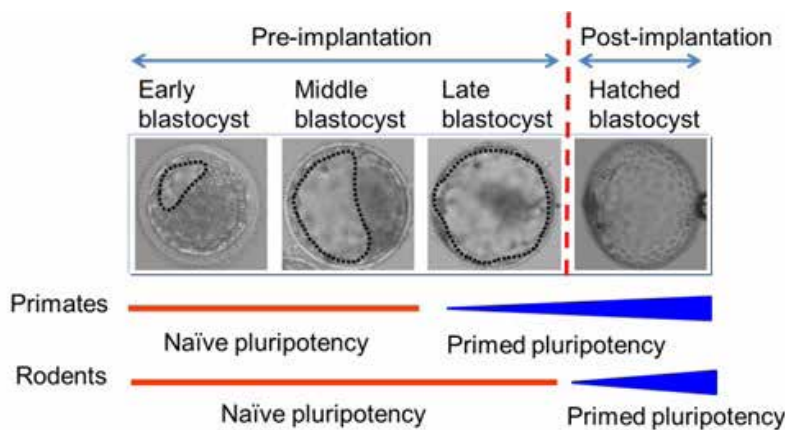 Pre-implantation Post-implantation
Early Middle Late Hatched
blastocyst blastocyst blastocyst blastocyst
Primates
Naïve pluripotency Primed pluripotency
Rodents
Naïve pluripotency Primed pluripotency